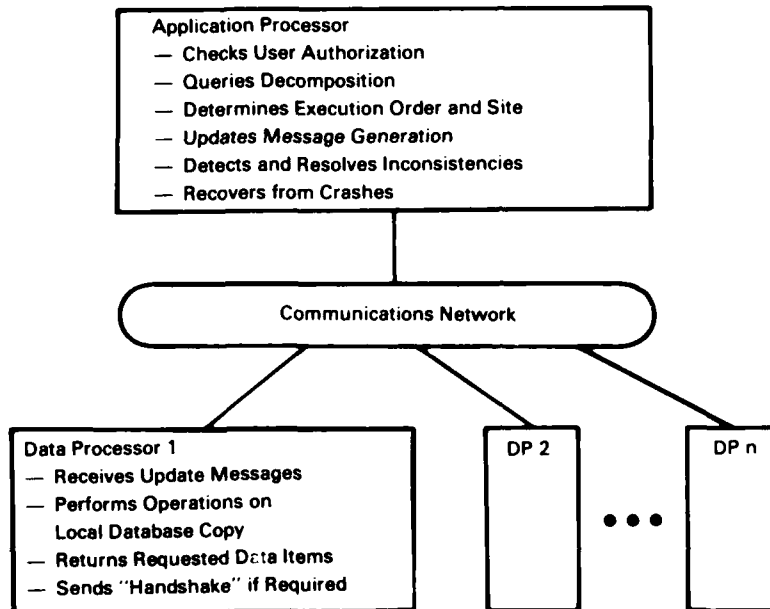 Application Processor
— Checks User Authorization
— Queries Decomposition
— Determines Execution Order and Site
— Updates Message Generation
— Detects and Resolves Inconsistencies
— Recovers from Crashes
Communications Network
Data Processor 1
— Receives Update Messages
— Performs Operations on
Local Database Copy
— Returns Requested Data Items
— Sends "Handshake" if Required
DP 2
DP n